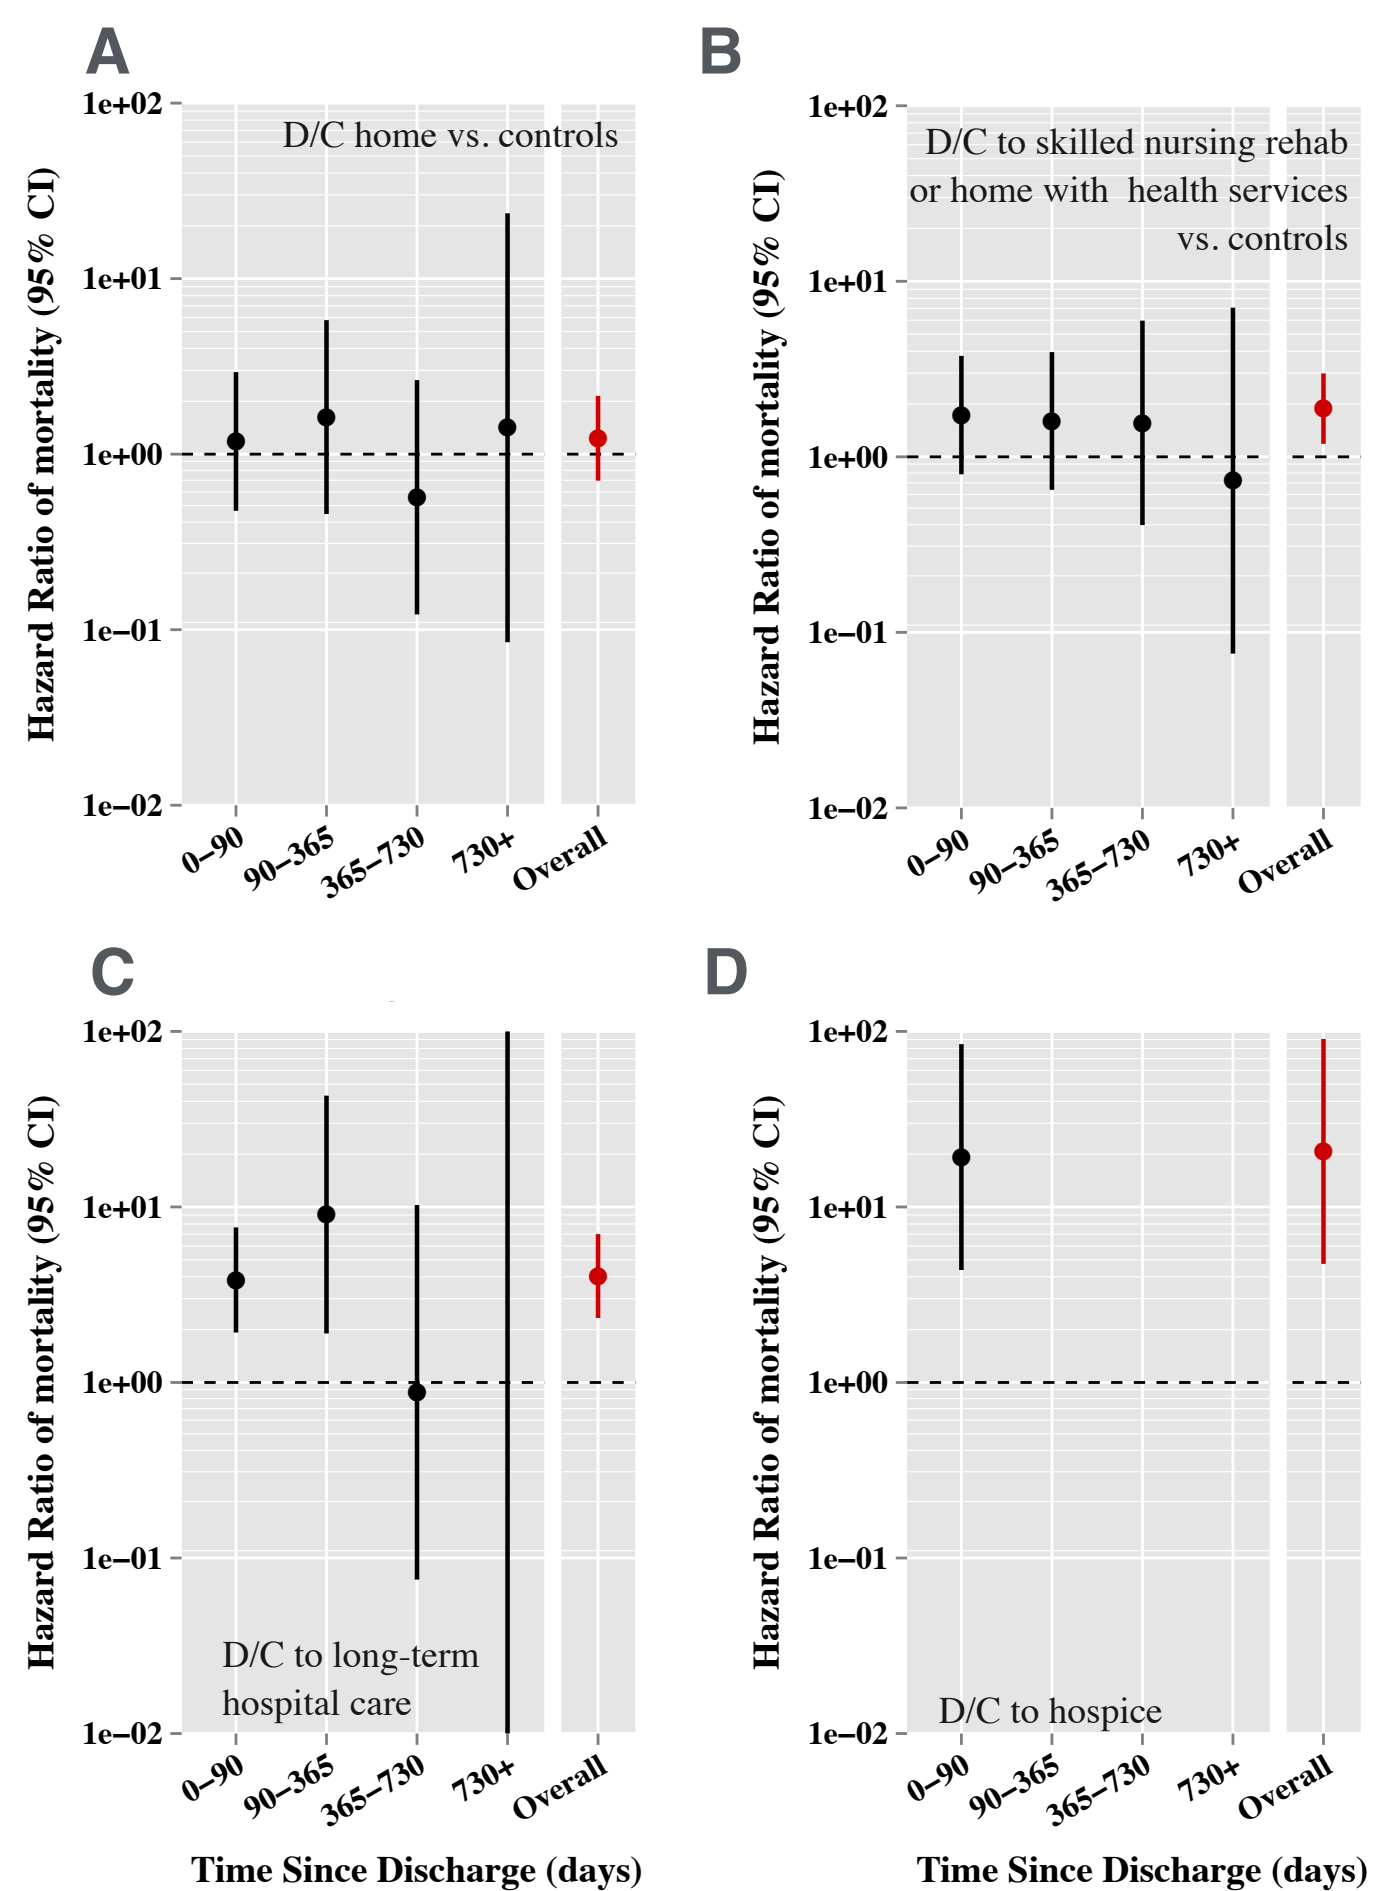 A
1e+02
1e+01
1e+00
1e−01
1e−02
Hazard Ratio of mortality (95% CI)
D/C home vs. controls
0−90
90−365
365−730
730+
Overall
B
1e+02
1e+01
1e+00
1e−01
1e−02
Hazard Ratio of mortality (95% CI)
D/C to skilled nursing rehab
or home with health services
vs. controls
0−90
90−365
365−730
730+
Overall
C
1e+02
1e+01
1e+00
1e−01
1e−02
Hazard Ratio of mortality (95% CI)
D/C to long-term
hospital care
0−90
90−365
365−730
730+
Overall
Time Since Discharge (days)
D
1e+02
1e+01
1e+00
1e−01
1e−02
Hazard Ratio of mortality (95% CI)
D/C to hospice
0−90
90−365
365−730
730+
Overall
Time Since Discharge (days)